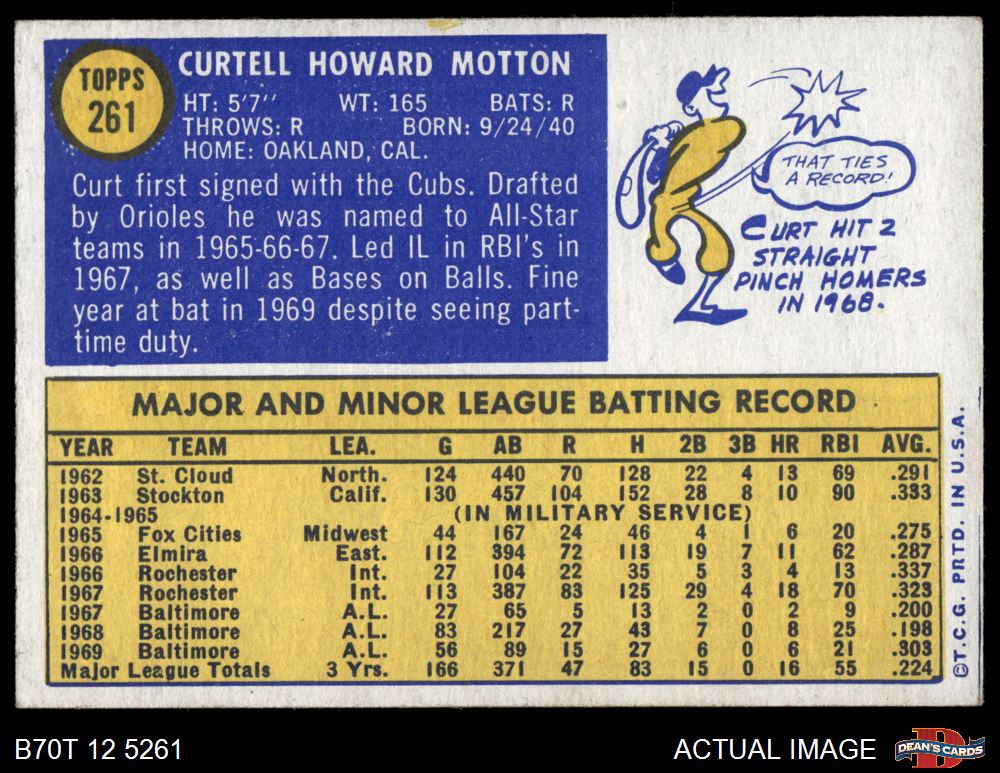 TOPPS
261
CURTELL HOWARD MOTTON
HT: 5'7'' WT: 165 BATS: R
THROWS: R BORN: 9/24/40
HOME: OAKLAND, CAL.
Curt first signed with the Cubs. Drafted
by Orioles he was named to All-Star
teams in 1965-66-67. Led IL in RBI's in
1967, as well as Bases on Balls. Fine
year at bat in 1969 despite seeing part-
time duty.
THAT TIES
A RECORD!
CURT HIT 2
STRAIGHT
PINCH HOMERS
IN 1968.
MAJOR AND MINOR LEAGUE BATTING RECORD
YEAR TEAM LEA. G AB R H 2B 3B HR RBI AVG.
1962 St. Cloud North. 124 440 70 128 22 4 13 69 .291
1963 Stockton Calif. 130 457 104 152 28 8 10 90 .333
1964-1965 (IN MILITARY SERVICE)
1965 Fox Cities Midwest 44 167 24 46 4 1 6 20 .275
1966 Elmira East. 112 394 72 113 19 7 11 62 .287
1966 Rochester Int. 27 104 22 35 5 3 4 13 .337
1967 Rochester Int. 113 387 83 125 29 4 18 70 .323
1967 Baltimore A.L. 27 65 5 13 2 0 2 9 .200
1968 Baltimore A.L. 83 217 27 43 7 0 8 25 .198
1969 Baltimore A.L. 56 89 15 27 6 0 6 21 .303
Major League Totals 3 Yrs. 166 371 47 83 15 0 16 55 .224
©T.C.G. PRTD. IN U.S.A.
B70T 12 5261
ACTUAL IMAGE
DEAN'S CARDS